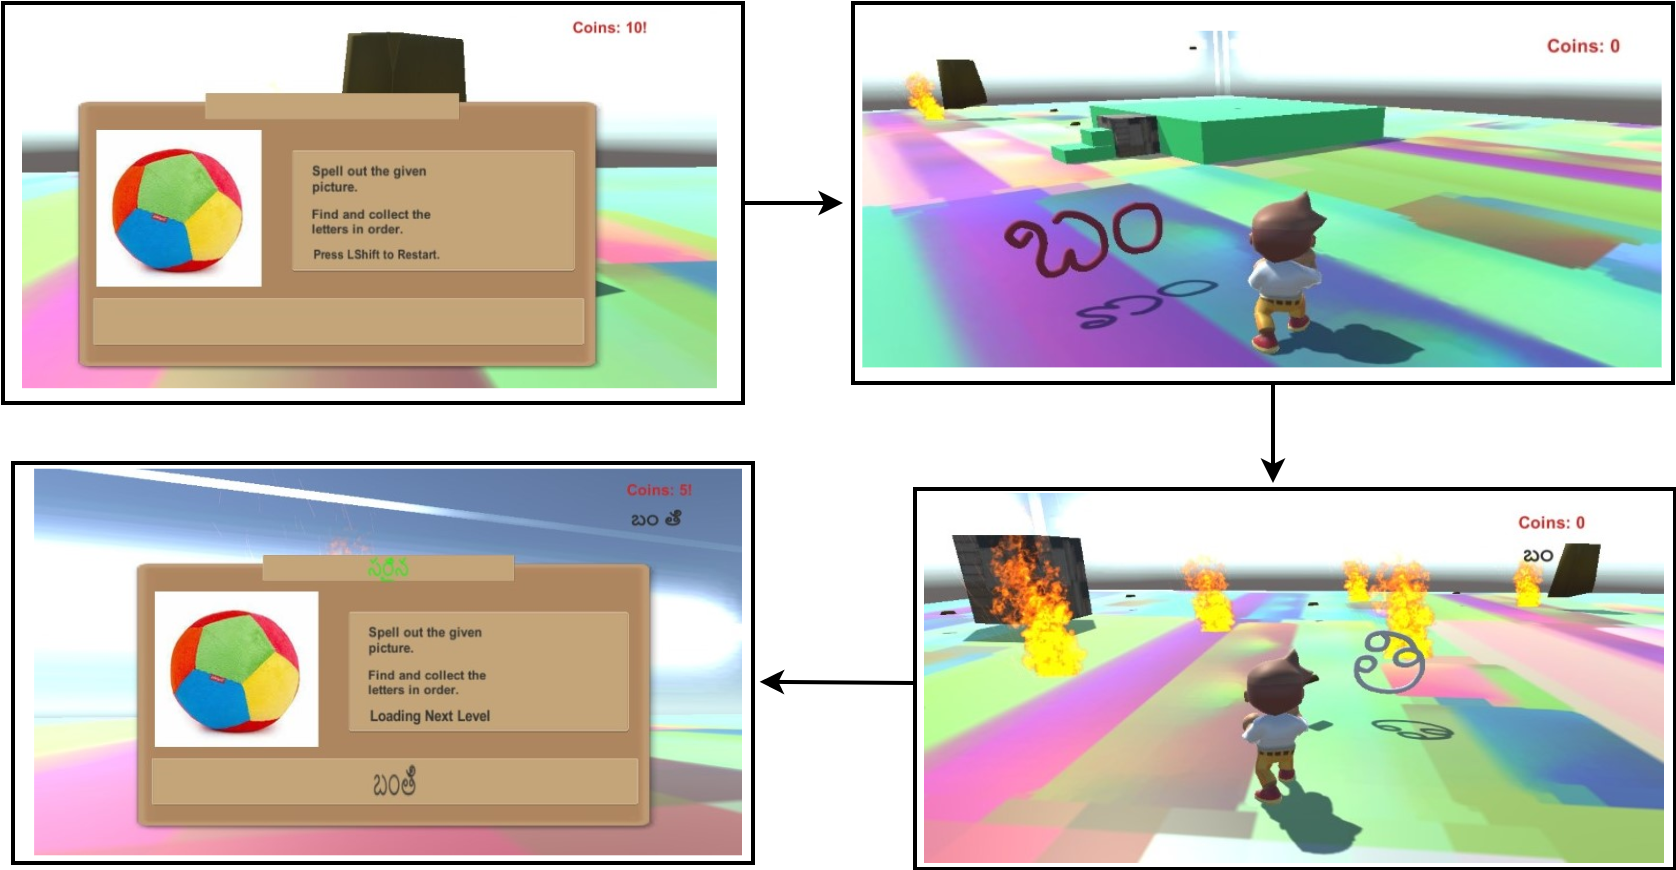 Coins: 10!
Spell out the given
picture.
Find and collect the
letters in order.
Press LShift to Restart.
Coins: 0
బం
Coins: 0
బం
తి
Coins: 5!
బం తి
సరైన
Spell out the given
picture.
Find and collect the
letters in order.
Loading Next Level
బంతి